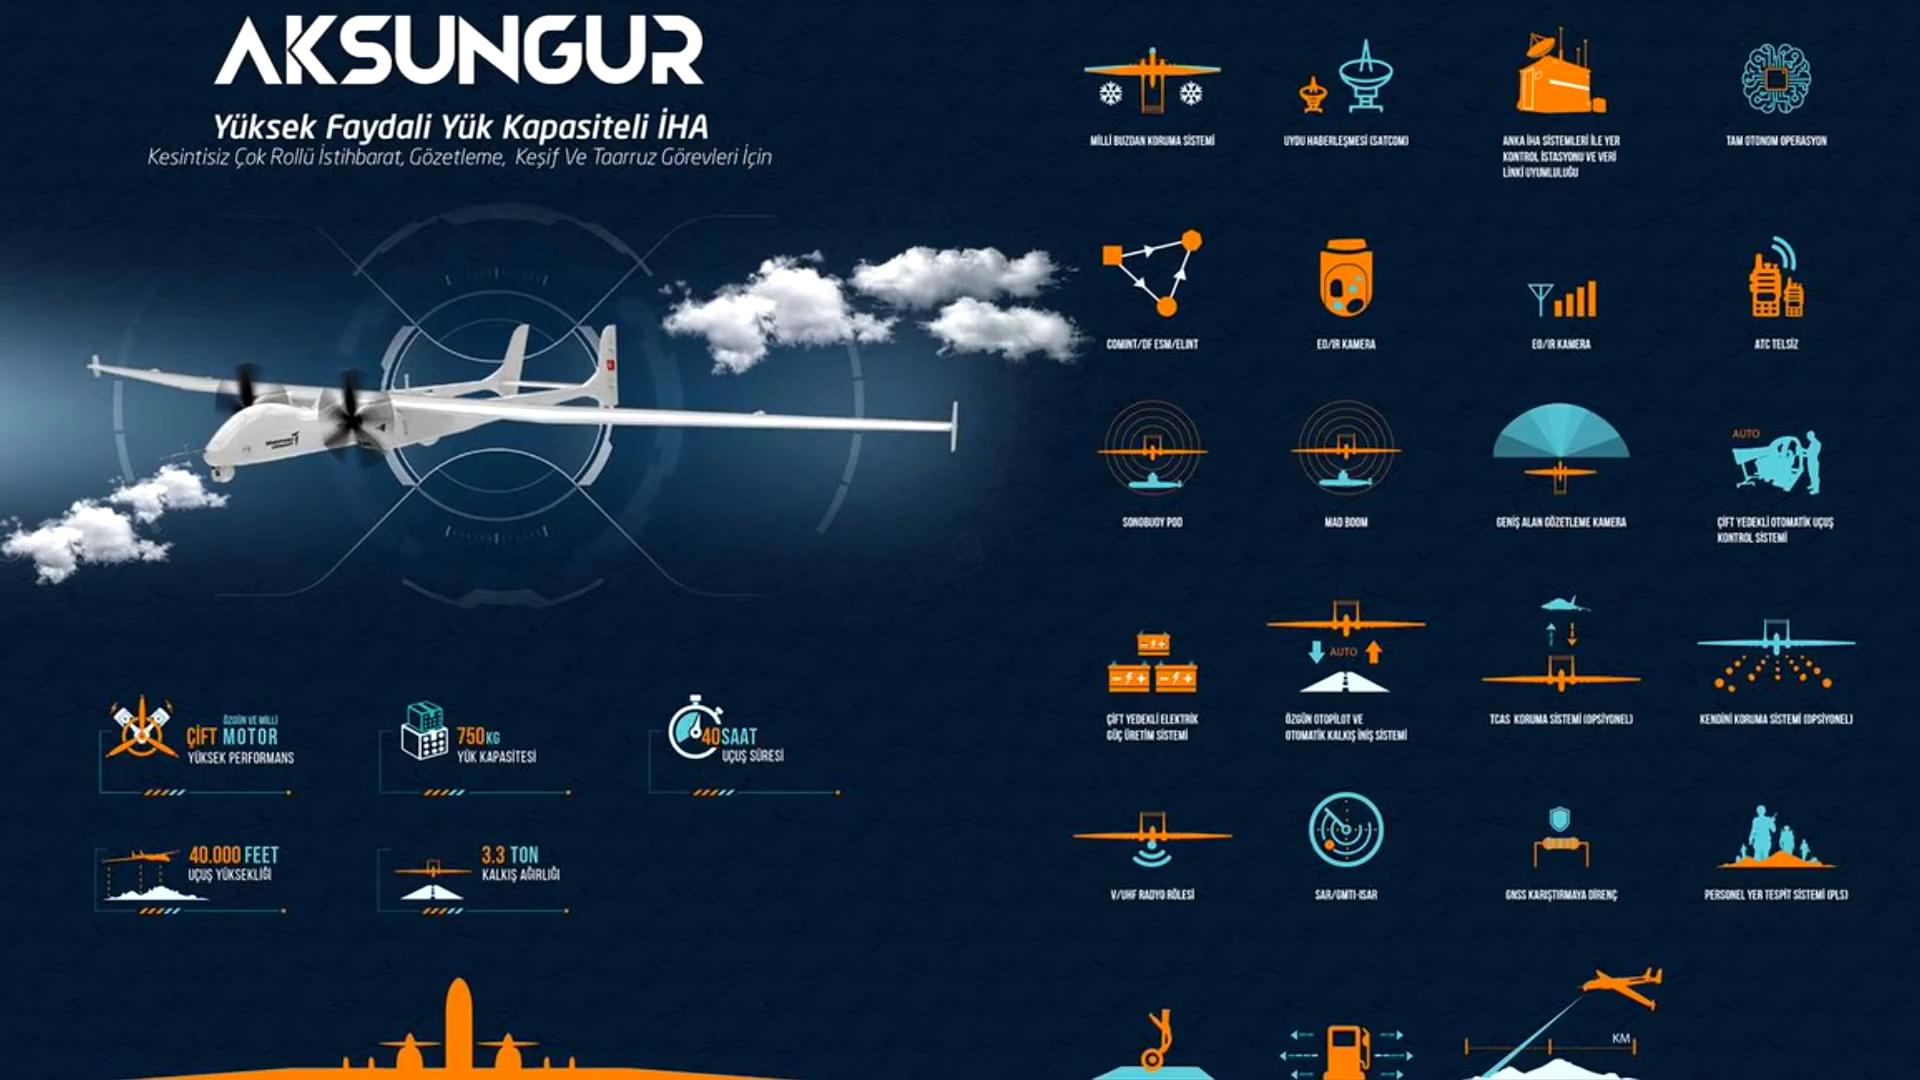 AKSUNGUR
Yüksek Faydali Yük Kapasiteli İHA
Kesintisiz Çok Rollü İstihbarat, Gözetleme, Keşif Ve Taarruz Görevleri İçin
ÖZGÜN VE MİLLİ
ÇİFT MOTOR
YÜKSEK PERFORMANS
750KG
YÜK KAPASİTESİ
40SAAT
UÇUŞ SÜRESİ
40.000 FEET
UÇUŞ YÜKSEKLİĞİ
3.3 TON
KALKIŞ AĞIRLIĞI
MİLLİ BUZDAN KORUMA SİSTEMİ
UYDU HABERLEŞMESİ (SATCOM)
ANKA İHA SİSTEMLERİ İLE YER
KONTROL İSTASYONU VE VERİ
LİNKİ UYUMLULUĞU
TAM OTONOM OPERASYON
COMINT/DF ESM/ELINT
EO/IR KAMERA
EO/IR KAMERA
ATC TELSİZ
SONOBUOY POD
MAD BOOM
GENİŞ ALAN GÖZETLEME KAMERA
AUTO
ÇİFT YEDEKLİ OTOMATİK UÇUŞ
KONTROL SİSTEMİ
ÇİFT YEDEKLİ ELEKTRİK
GÜÇ ÜRETİM SİSTEMİ
AUTO
ÖZGÜN OTOPİLOT VE
OTOMATİK KALKIŞ İNİŞ SİSTEMİ
TCAS KORUMA SİSTEMİ (OPSİYONEL)
KENDİNİ KORUMA SİSTEMİ (OPSİYONEL)
V/UHF RADYO RÖLESİ
SAR/GMTI-ISAR
GNSS KARIŞTIRMAYA DİRENÇ
PERSONEL YER TESPİT SİSTEMİ (PLS)
KM